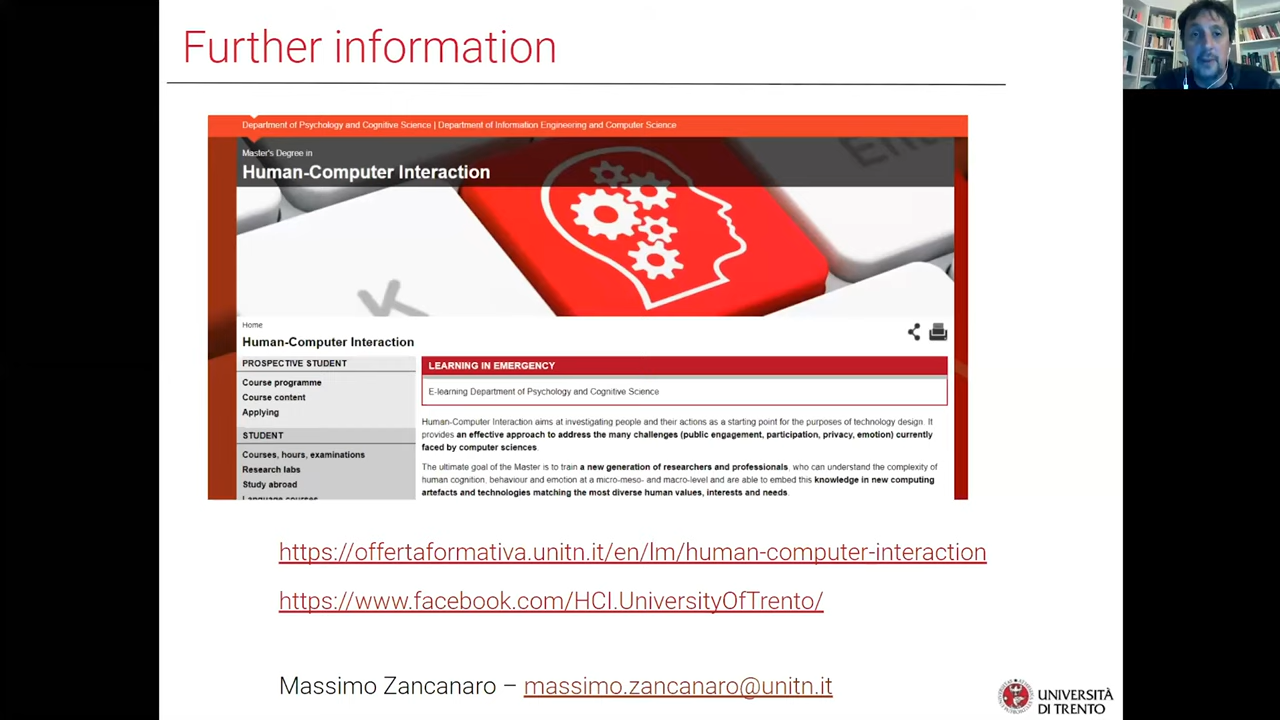 Further information
Department of Psychology and Cognitive Science | Department of Information Engineering and Computer Science
Master's Degree in
Human-Computer Interaction
K
Home
Human-Computer Interaction
PROSPECTIVE STUDENT
Course programme
Course content
Applying
STUDENT
Courses, hours, examinations
Research labs
Study abroad
Language courses
LEARNING IN EMERGENCY
E-learning Department of Psychology and Cognitive Science
Human-Computer Interaction aims at investigating people and their actions as a starting point for the purposes of technology design. It
provides an effective approach to address the many challenges (public engagement, participation, privacy, emotion) currently
faced by computer sciences.
The ultimate goal of the Master is to train a new generation of researchers and professionals, who can understand the complexity of
human cognition, behaviour and emotion at a micro-meso- and macro-level and are able to embed this knowledge in new computing
artefacts and technologies matching the most diverse human values, interests and needs.
https://offertaformativa.unitn.it/en/lm/human-computer-interaction
https://www.facebook.com/HCI.UniversityOfTrento/
Massimo Zancanaro – massimo.zancanaro@unitn.it
UNIVERSITÀ
DI TRENTO